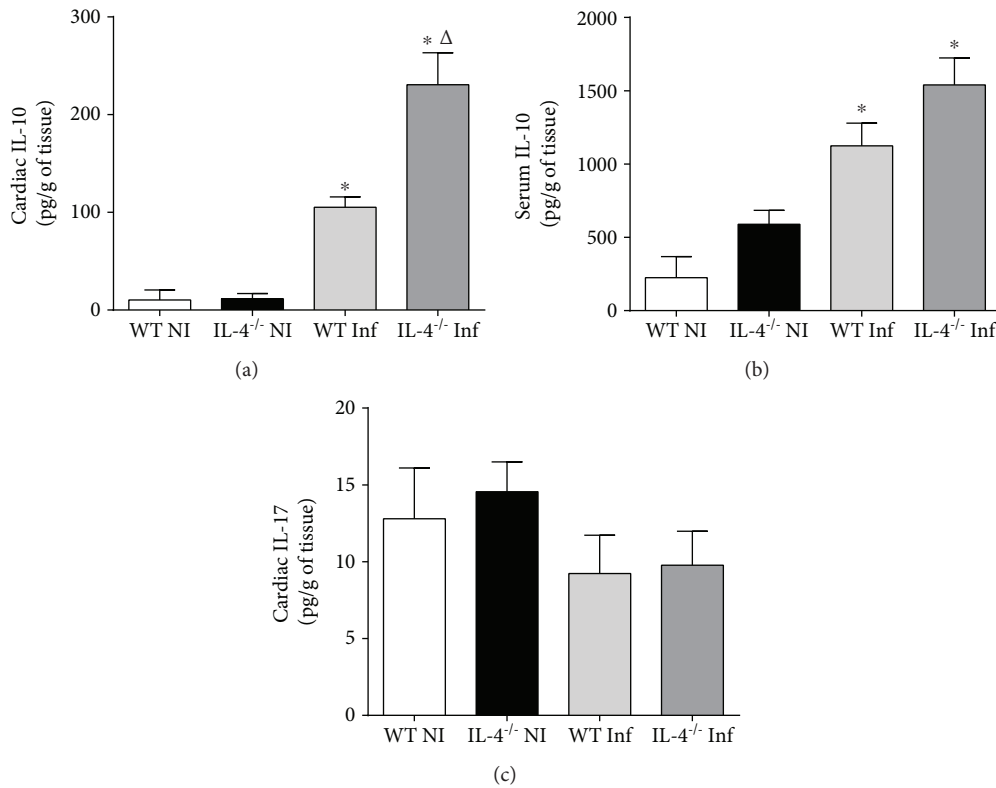 Cardiac IL-10
(pg/g of tissue)
300
200
100
0
* Δ
*
WT NI
IL-4-/- NI
WT Inf
IL-4-/- Inf
(a)
Serum IL-10
(pg/g of tissue)
2000
1500
1000
500
0
*
*
WT NI
IL-4-/- NI
WT Inf
IL-4-/- Inf
(b)
Cardiac IL-17
(pg/g of tissue)
20
15
10
5
0
WT NI
IL-4-/- NI
WT Inf
IL-4-/- Inf
(c)